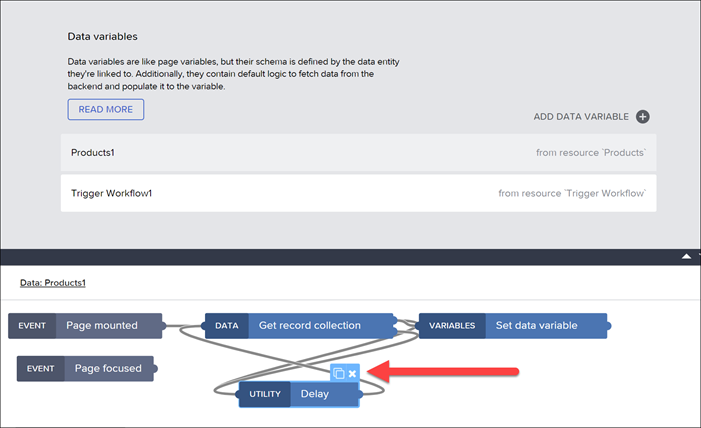 Data variables
Data variables are like page variables, but their schema is defined by the data entity
they're linked to. Additionally, they contain default logic to fetch data from the
backend and populate it to the variable.
READ MORE
ADD DATA VARIABLE
Products1 from resource `Products`
Trigger Workflow1 from resource `Trigger Workflow`
Data: Products1
EVENT Page mounted DATA Get record collection VARIABLES Set data variable
EVENT Page focused
UTILITY Delay